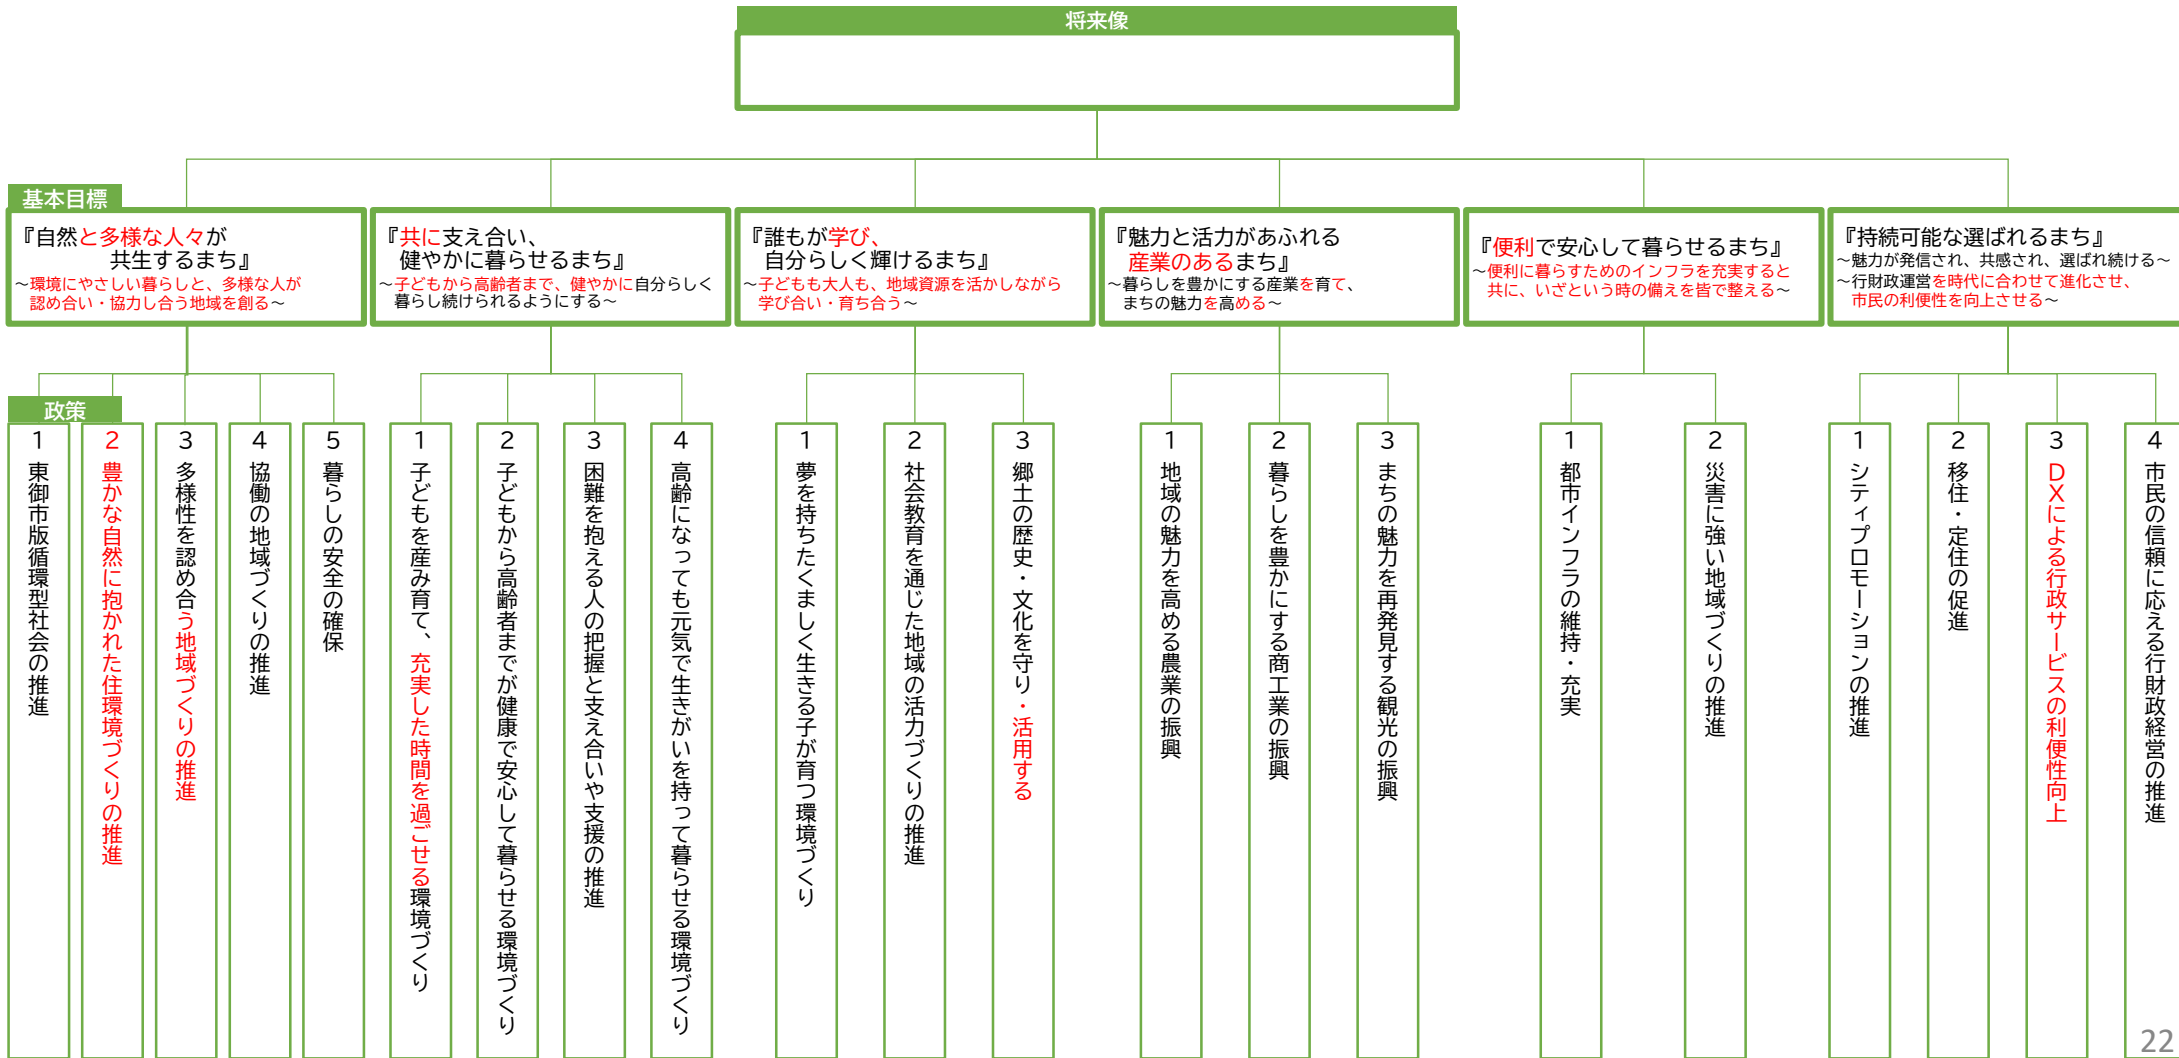 将来像
基本目標
『自然と多様な人々が
共生するまち』
～環境にやさしい暮らしと、多様な人が
認め合い・協力し合う地域を創る～
『共に支え合い、
健やかに暮らせるまち』
～子どもから高齢者まで、健やかに自分らしく
暮らし続けられるようにする～
『誰もが学び、
自分らしく輝けるまち』
～子どもも大人も、地域資源を活かしながら
学び合い・育ち合う～
『魅力と活力があふれる
産業のあるまち』
～暮らしを豊かにする産業を育て、
まちの魅力を高める～
『便利で安心して暮らせるまち』
～便利に暮らすためのインフラを充実すると
共に、いざという時の備えを皆で整える～
『持続可能な選ばれるまち』
～魅力が発信され、共感され、選ばれ続ける～
～行財政運営を時代に合わせて進化させ、
市民の利便性を向上させる～
政策
1 東御市版循環型社会の推進
2 豊かな自然に抱かれた住環境づくりの推進
3 多様性を認め合う地域づくりの推進
4 協働の地域づくりの推進
5 暮らしの安全の確保
1 子どもを産み育て、充実した時間を過ごせる環境づくり
2 子どもから高齢者までが健康で安心して暮らせる環境づくり
3 困難を抱える人の把握と支え合いや支援の推進
4 高齢になっても元気で生きがいを持って暮らせる環境づくり
1 夢を持ちたくましく生きる子が育つ環境づくり
2 社会教育を通じた地域の活力づくりの推進
3 郷土の歴史・文化を守り・活用する
1 地域の魅力を高める農業の振興
2 暮らしを豊かにする商工業の振興
3 まちの魅力を再発見する観光の振興
1 都市インフラの維持・充実
2 災害に強い地域づくりの推進
1 シティプロモーションの推進
2 移住・定住の促進
3 DXによる行政サービスの利便性向上
4 市民の信頼に応える行財政経営の推進
22